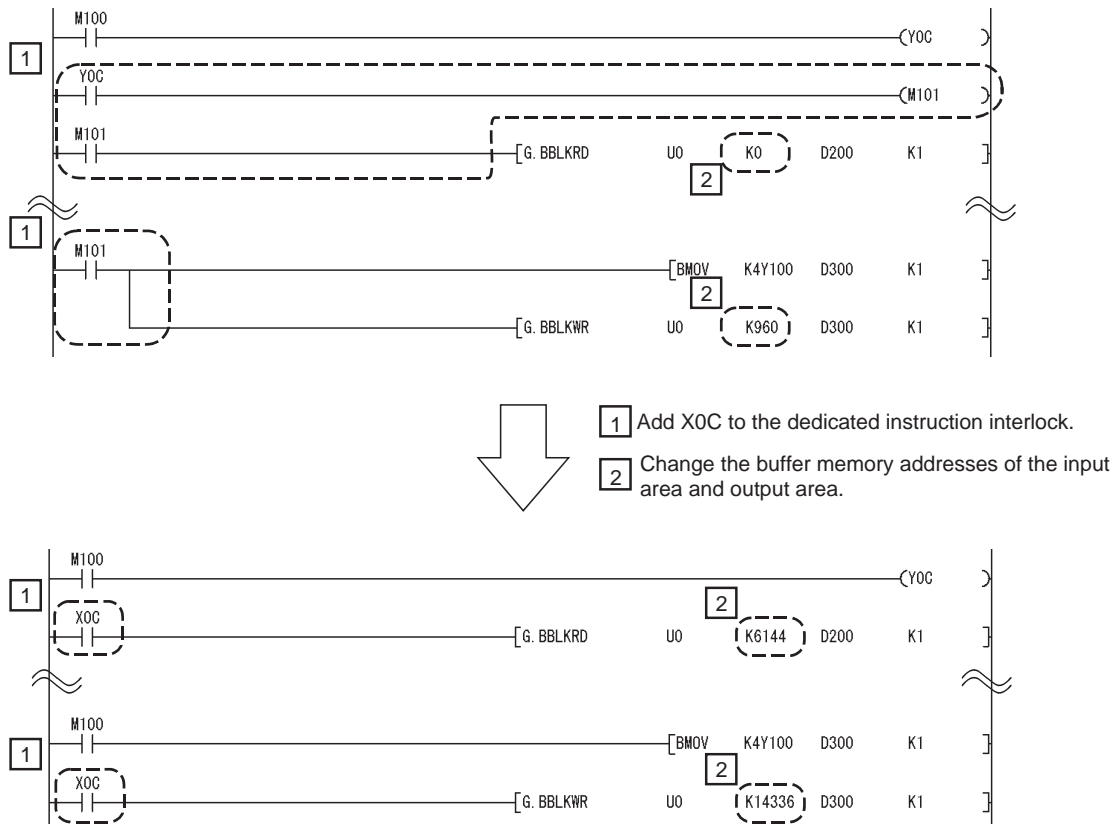 M100
(Y0C )
1
Y0C
(M101 )
M101
[G.BBLKRD U0 K0 D200 K1 ]
2
1
M101
[BMOV K4Y100 D300 K1 ]
2
[G.BBLKWR U0 K960 D300 K1 ]
1 Add X0C to the dedicated instruction interlock.
2 Change the buffer memory addresses of the input
area and output area.
M100
(Y0C )
1
2
X0C
[G.BBLKRD U0 K6144 D200 K1 ]
M100
1
[BMOV K4Y100 D300 K1 ]
2
X0C
[G.BBLKWR U0 K14336 D300 K1 ]